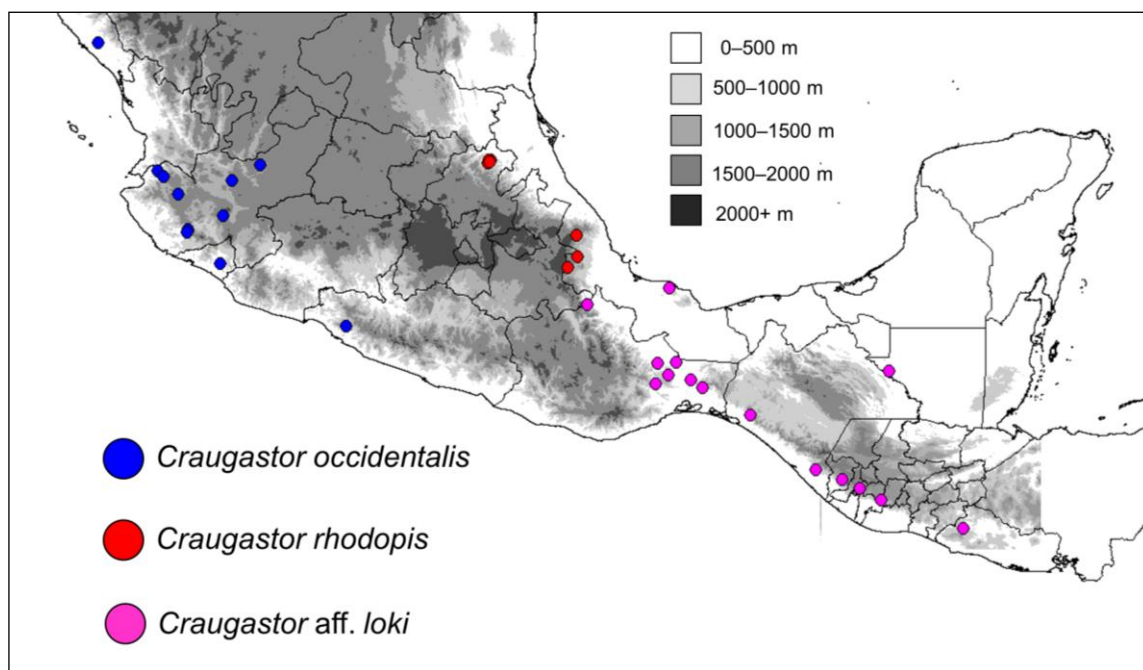 0–500 m
500–1000 m
1000–1500 m
1500–2000 m
2000+ m
Craugastor occidentalis
Craugastor rhodopis
Craugastor aff. loki